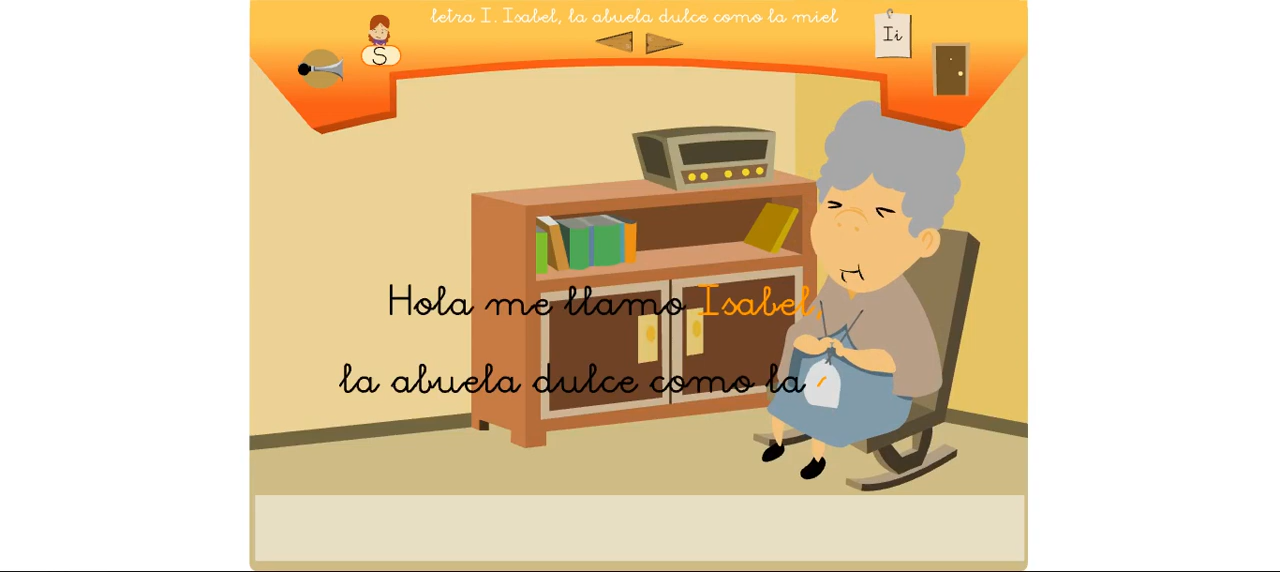 letra I. Isabel, la abuela dulce como la miel
S
Ii
Hola me llamo Isabel,
la abuela dulce como la